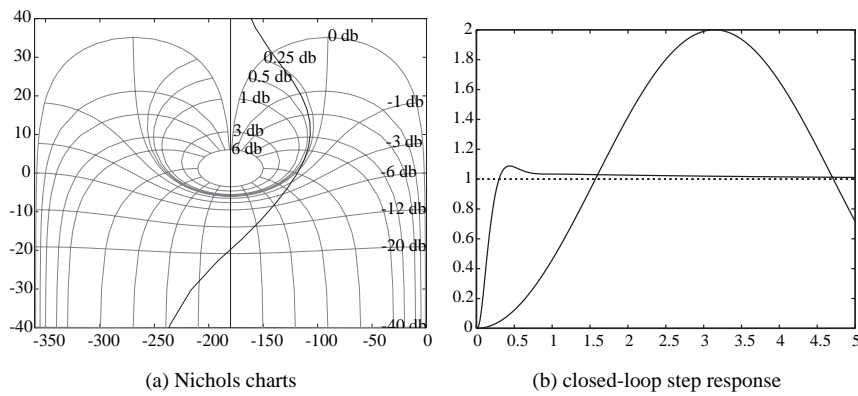 40
30
20
10
0
-10
-20
-30
-40
-350 -300 -250 -200 -150 -100 -50 0
0 db
0.25 db
0.5 db
1 db
3 db
6 db
-1 db
-3 db
-6 db
-12 db
-20 db
-40 db
(a) Nichols charts
2
1.8
1.6
1.4
1.2
1
0.8
0.6
0.4
0.2
0
0 0.5 1 1.5 2 2.5 3 3.5 4 4.5 5
(b) closed-loop step response